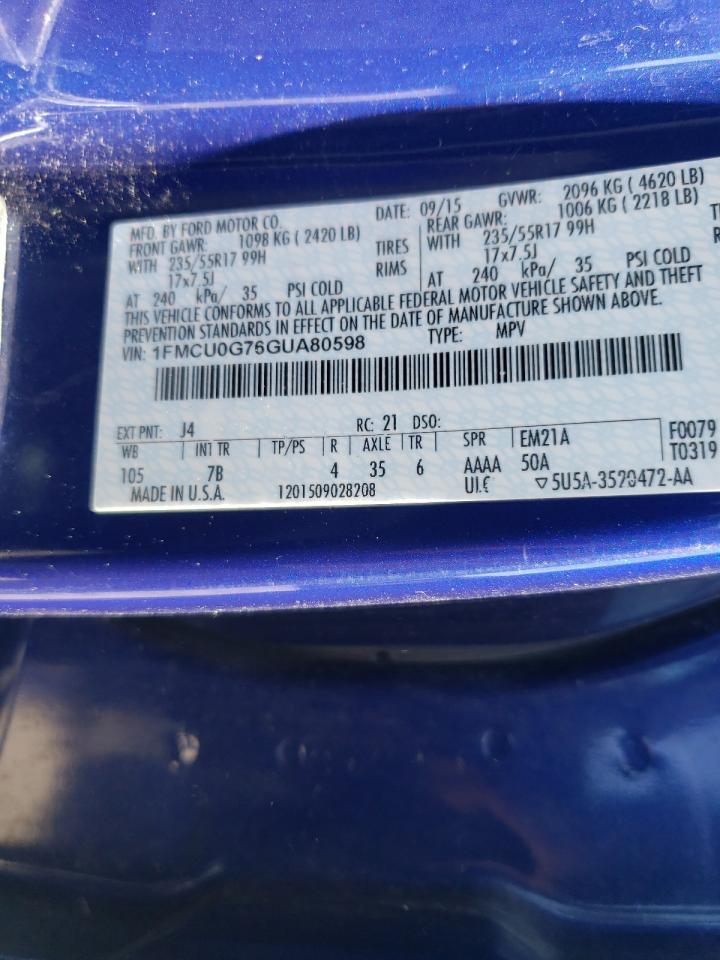 MFD. BY FORD MOTOR CO. DATE: 09/15 GVWR: 2096 KG ( 4620 LB)
FRONT GAWR: 1098 KG ( 2420 LB) REAR GAWR: 1006 KG ( 2218 LB)
WITH 235/55R17 99H TIRES WITH 235/55R17 99H
17x7.5J RIMS 17x7.5J
AT 240 kPa/ 35 PSI COLD AT 240 kPa/ 35 PSI COLD
THIS VEHICLE CONFORMS TO ALL APPLICABLE FEDERAL MOTOR VEHICLE SAFETY AND THEFT
PREVENTION STANDARDS IN EFFECT ON THE DATE OF MANUFACTURE SHOWN ABOVE.
VIN: 1FMCU0G76GUA80598 TYPE: MPV
EXT PNT: J4 RC: 21 DSO:
WB INT TR TP/PS R AXLE TR SPR EM21A F0079
105 7B 4 35 6 AAAA 50A T0319
MADE IN U.S.A. 1201509028208 ▽5U5A-3520472-AA